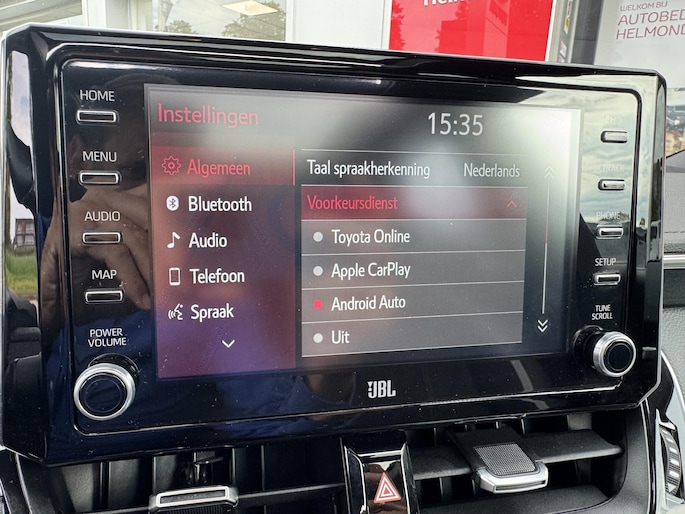 Hel
WELKOM BIJ
AUTOBED
HELMOND
HOME
MENU
AUDIO
MAP
POWER
VOLUME
Instellingen
15:35
Algemeen
Bluetooth
Audio
Telefoon
Spraak
Taal spraakherkenning Nederlands
Voorkeursdienst
Toyota Online
Apple CarPlay
Android Auto
Uit
PHONE
SETUP
TUNE
SCROLL
JBL